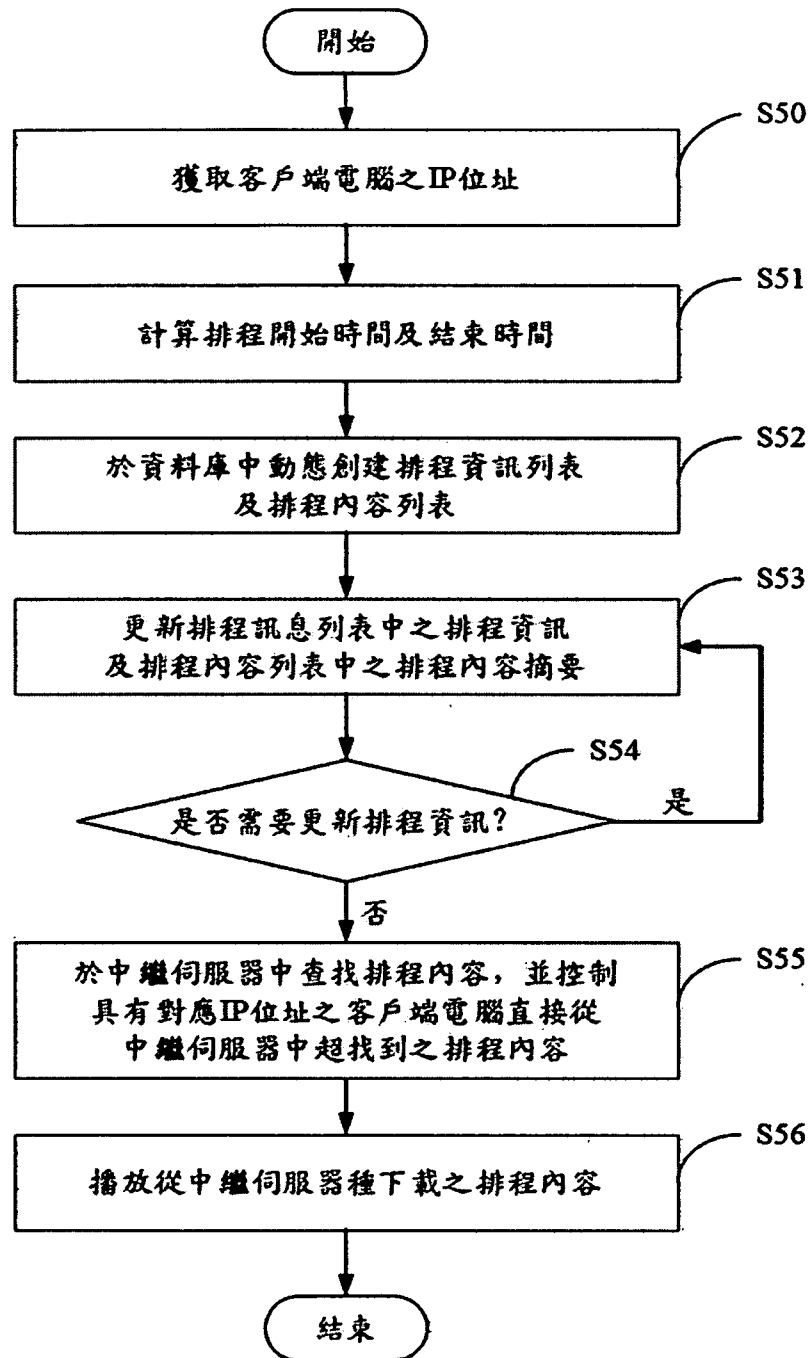 開始
S50
獲取客戶端電腦之IP位址
S51
計算排程開始時間及結束時間
S52
於資料庫中動態創建排程資訊列表
及排程內容列表
S53
更新排程訊息列表中之排程資訊
及排程內容列表中之排程內容摘要
S54
是否需要更新排程資訊?
是
否
S55
於中繼伺服器中查找排程內容，並控制
具有對應IP位址之客戶端電腦直接從
中繼伺服器中超找到之排程內容
S56
播放從中繼伺服器種下載之排程內容
結束